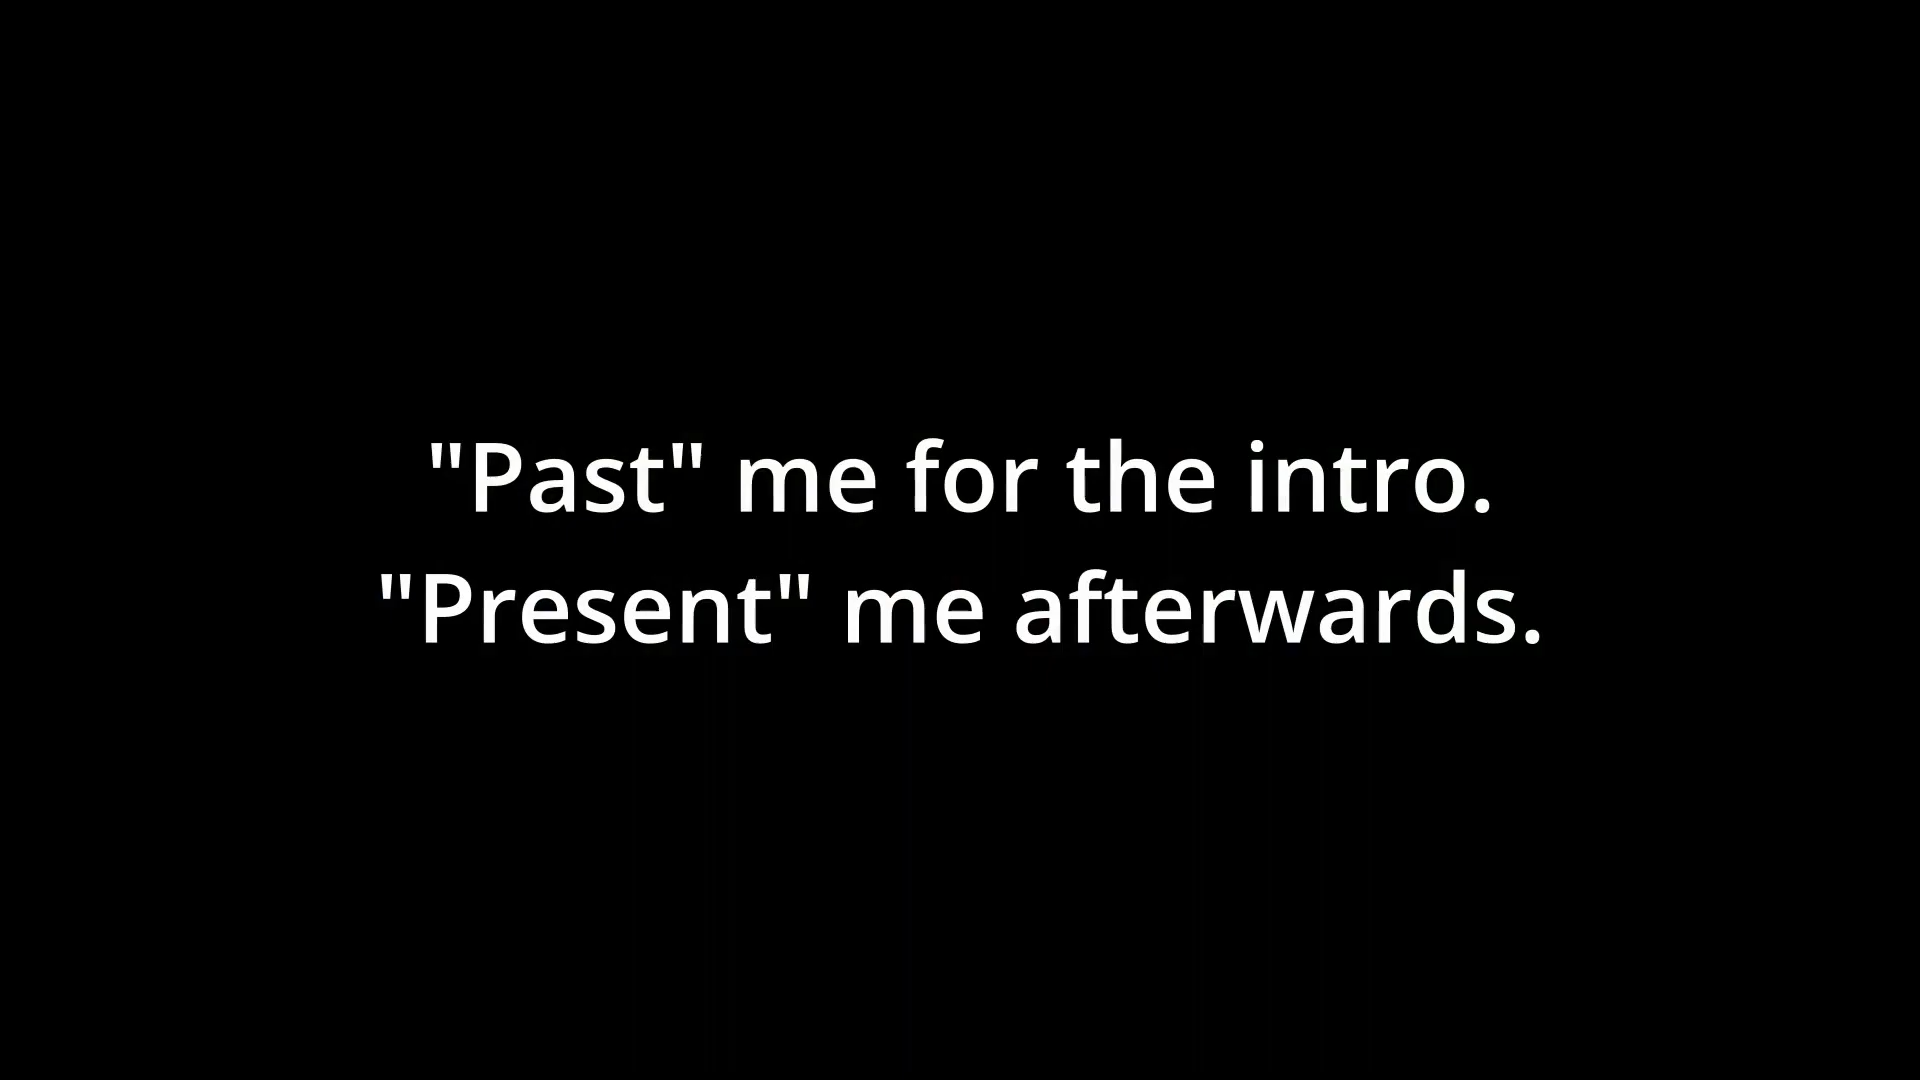 "Past" me for the intro.
"Present" me afterwards.